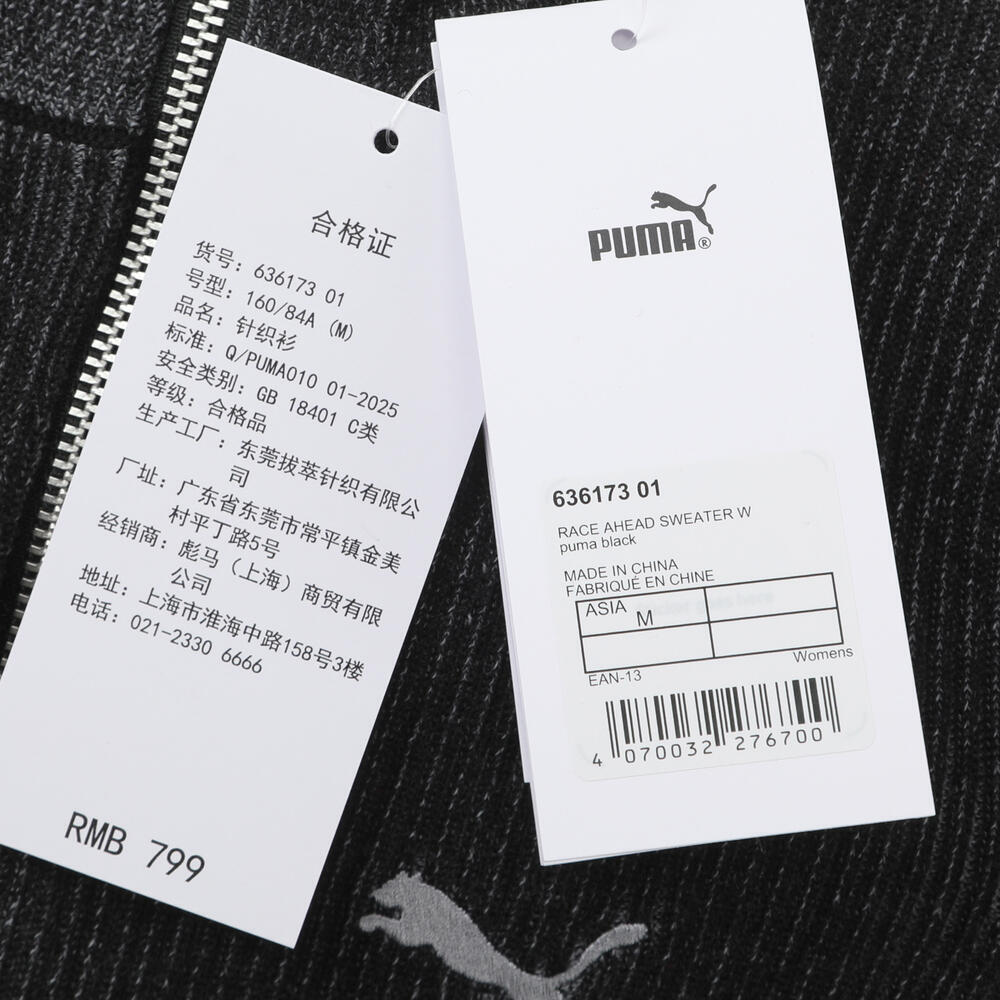 合格证
货号: 636173 01
号型: 160/84A (M)
品名: 针织衫
标准: Q/PUMA010 01-2025
安全类别: GB 18401 C类
等级: 合格品
生产工厂: 东莞拔萃针织有限公
司
厂址: 广东省东莞市常平镇金美
村平丁路5号
经销商: 彪马（上海）商贸有限
公司
地址: 上海市淮海中路158号3楼
电话: 021-2330 6666
RMB 799
PUMA®
636173 01
RACE AHEAD SWEATER W
puma black
MADE IN CHINA
FABRIQUÉ EN CHINE
ASIA
M
Womens
EAN-13
4 070032 276700